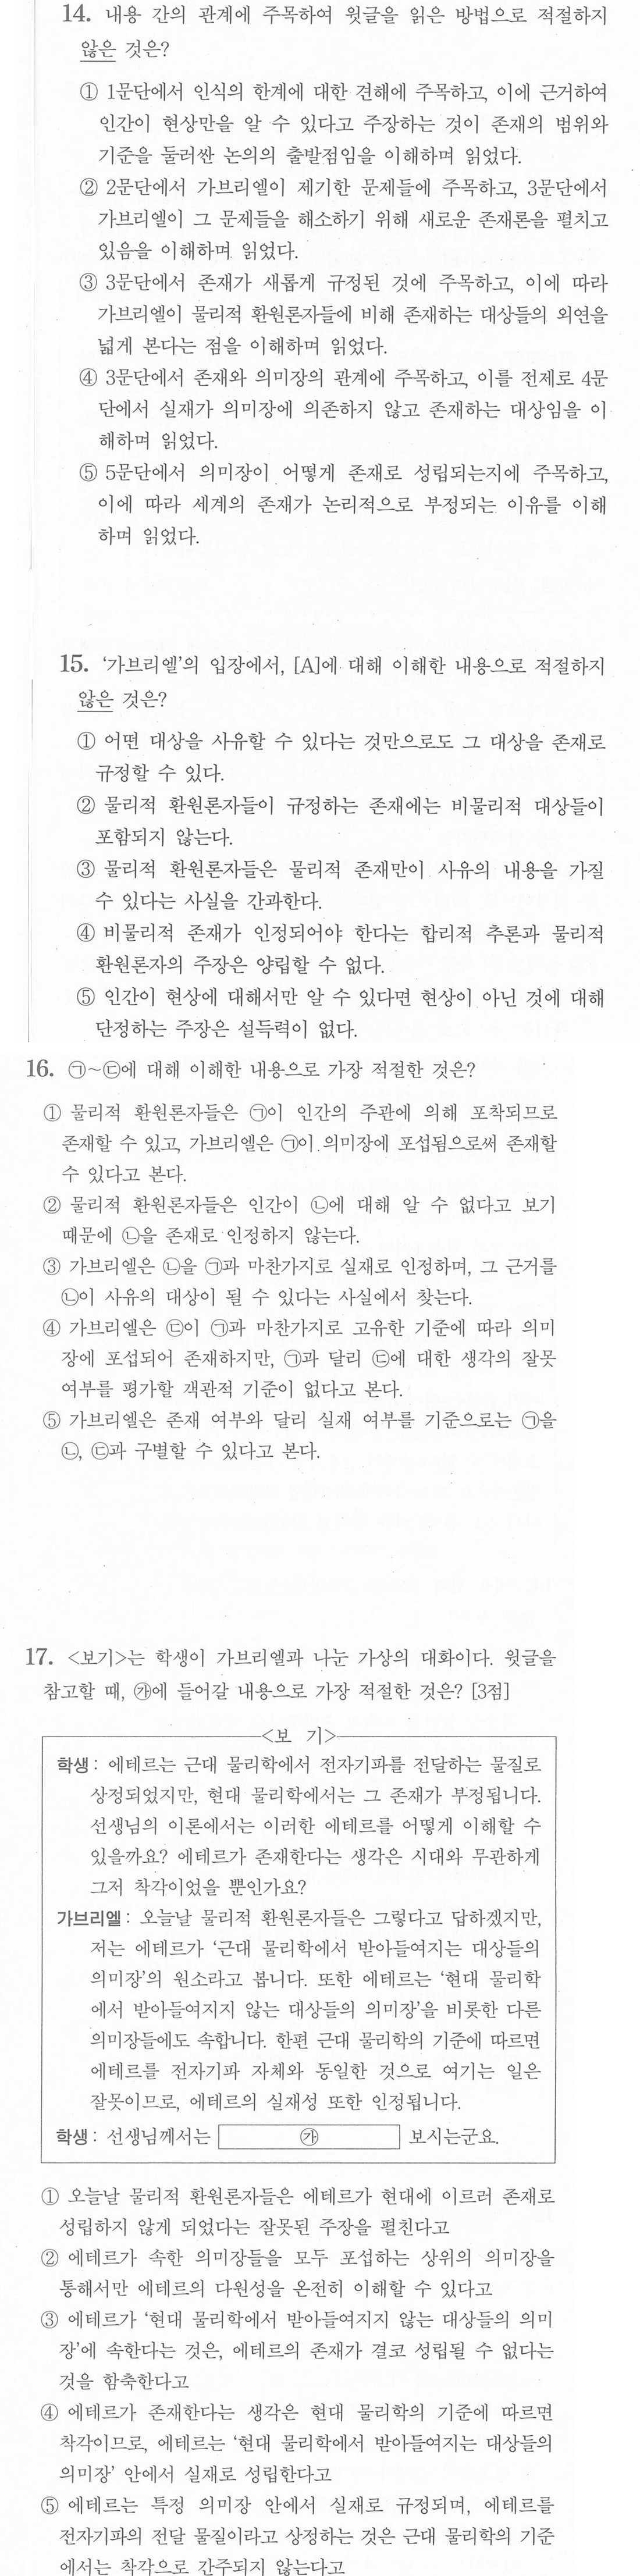 14. 내용 간의 관계에 주목하여 윗글을 읽은 방법으로 적절하지
않은 것은?
① 1문단에서 인식의 한계에 대한 견해에 주목하고, 이에 근거하여
인간이 현상만을 알 수 있다고 주장하는 것이 존재의 범위와
기준을 둘러싼 논의의 출발점임을 이해하며 읽었다.
② 2문단에서 가브리엘이 제기한 문제들에 주목하고, 3문단에서
가브리엘이 그 문제들을 해소하기 위해 새로운 존재론을 펼치고
있음을 이해하며 읽었다.
③ 3문단에서 존재가 새롭게 규정된 것에 주목하고, 이에 따라
가브리엘이 물리적 환원론자들에 비해 존재하는 대상들의 외연을
넓게 본다는 점을 이해하며 읽었다.
④ 3문단에서 존재와 의미장의 관계에 주목하고, 이를 전제로 4문
단에서 실재가 의미장에 의존하지 않고 존재하는 대상임을 이
해하며 읽었다.
⑤ 5문단에서 의미장이 어떻게 존재로 성립되는지에 주목하고,
이에 따라 세계의 존재가 논리적으로 부정되는 이유를 이해
하며 읽었다.
15. ‘가브리엘’의 입장에서, [A]에 대해 이해한 내용으로 적절하지
않은 것은?
① 어떤 대상을 사유할 수 있다는 것만으로도 그 대상을 존재로
규정할 수 있다.
② 물리적 환원론자들이 규정하는 존재에는 비물리적 대상들이
포함되지 않는다.
③ 물리적 환원론자들은 물리적 존재만이 사유의 내용을 가질
수 있다는 사실을 간과한다.
④ 비물리적 존재가 인정되어야 한다는 합리적 추론과 물리적
환원론자의 주장은 양립할 수 없다.
⑤ 인간이 현상에 대해서만 알 수 있다면 현상이 아닌 것에 대해
단정하는 주장은 설득력이 없다.
16. ㉠~㉢에 대해 이해한 내용으로 가장 적절한 것은?
① 물리적 환원론자들은 ㉠이 인간의 주관에 의해 포착되므로
존재할 수 있고, 가브리엘은 ㉠이 의미장에 포섭됨으로써 존재할
수 있다고 본다.
② 물리적 환원론자들은 인간이 ㉡에 대해 알 수 없다고 보기
때문에 ㉡을 존재로 인정하지 않는다.
③ 가브리엘은 ㉡을 ㉠과 마찬가지로 실재로 인정하며, 그 근거를
㉡이 사유의 대상이 될 수 있다는 사실에서 찾는다.
④ 가브리엘은 ㉢이 ㉠과 마찬가지로 고유한 기준에 따라 의미
장에 포섭되어 존재하지만, ㉠과 달리 ㉢에 대한 생각의 잘못
여부를 평가할 객관적 기준이 없다고 본다.
⑤ 가브리엘은 존재 여부와 달리 실재 여부를 기준으로는 ㉠을
㉡, ㉢과 구별할 수 있다고 본다.
17. <보기>는 학생이 가브리엘과 나눈 가상의 대화이다. 윗글을
참고할 때, ㉮에 들어갈 내용으로 가장 적절한 것은? [3점]
<보 기>
학생 : 에테르는 근대 물리학에서 전자기파를 전달하는 물질로
상정되었지만, 현대 물리학에서는 그 존재가 부정됩니다.
선생님의 이론에서는 이러한 에테르를 어떻게 이해할 수
있을까요? 에테르가 존재한다는 생각은 시대와 무관하게
그저 착각이었을 뿐인가요?
가브리엘 : 오늘날 물리적 환원론자들은 그렇다고 답하겠지만,
저는 에테르가 ‘근대 물리학에서 받아들여지는 대상들의
의미장’의 원소라고 봅니다. 또한 에테르는 ‘현대 물리학
에서 받아들여지지 않는 대상들의 의미장’을 비롯한 다른
의미장들에도 속합니다. 한편 근대 물리학의 기준에 따르면
에테르를 전자기파 자체와 동일한 것으로 여기는 일은
잘못이므로, 에테르의 실재성 또한 인정됩니다.
학생 : 선생님께서는 ㉮ 보시는군요.
① 오늘날 물리적 환원론자들은 에테르가 현대에 이르러 존재로
성립하지 않게 되었다는 잘못된 주장을 펼친다고
② 에테르가 속한 의미장들을 모두 포섭하는 상위의 의미장을
통해서만 에테르의 다원성을 온전히 이해할 수 있다고
③ 에테르가 ‘현대 물리학에서 받아들여지지 않는 대상들의 의미
장’에 속한다는 것은, 에테르의 존재가 결코 성립될 수 없다는
것을 함축한다고
④ 에테르가 존재한다는 생각은 현대 물리학의 기준에 따르면
착각이므로, 에테르는 ‘현대 물리학에서 받아들여지는 대상들의
의미장’ 안에서 실재로 성립한다고
⑤ 에테르는 특정 의미장 안에서 실재로 규정되며, 에테르를
전자기파의 전달 물질이라고 상정하는 것은 근대 물리학의 기준
에서는 착각으로 간주되지 않는다고